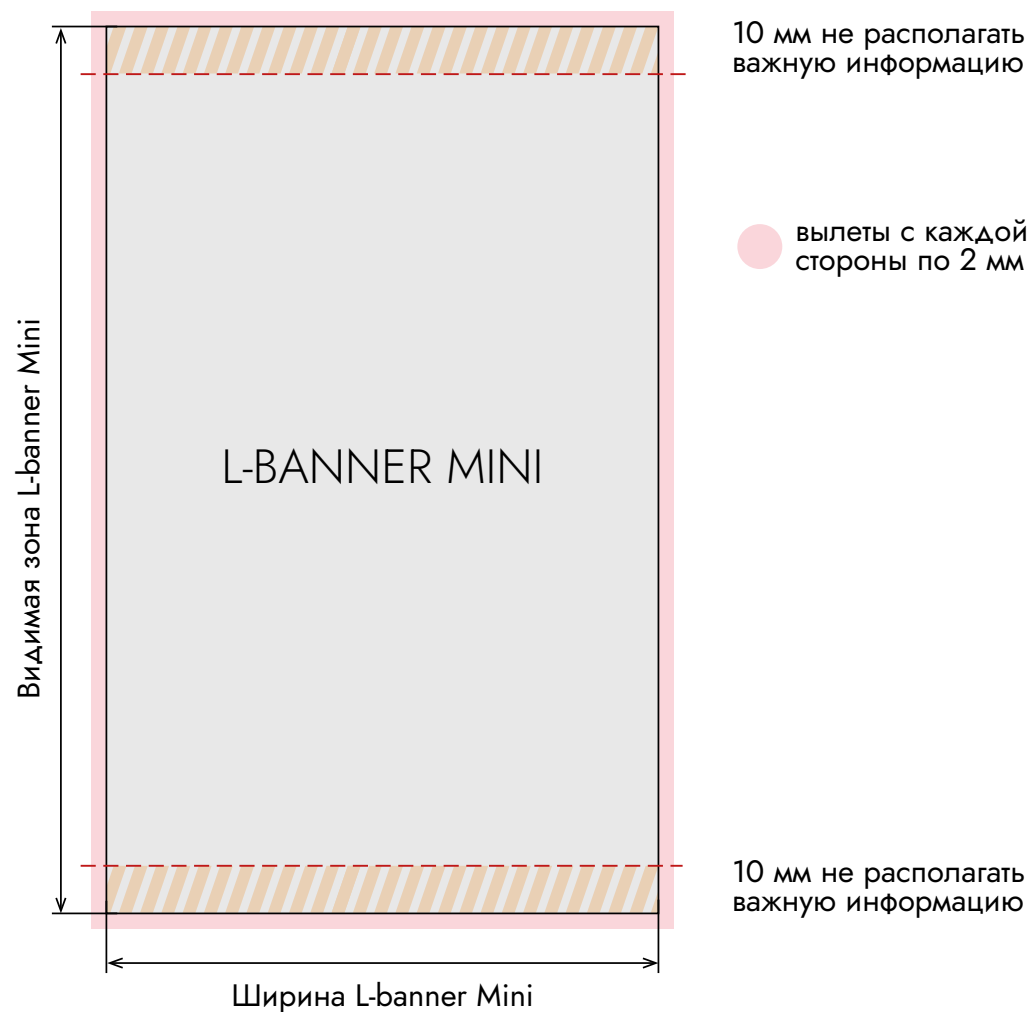 10 мм не располагать
важную информацию
вылеты с каждой
стороны по 2 мм
Видимая зона L-banner Mini
L-BANNER MINI
10 мм не располагать
важную информацию
Ширина L-banner Mini